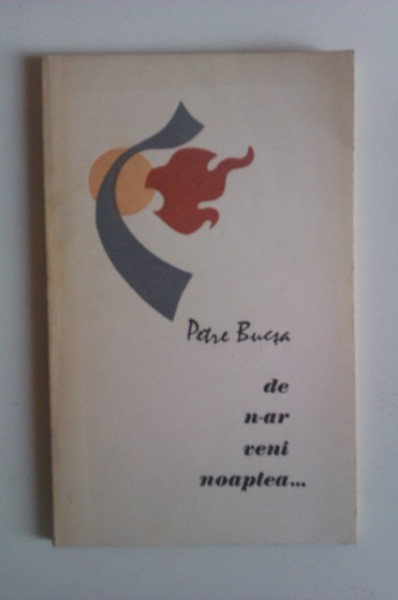 Petre Bucșa
de
n-ar
veni
noaptea...